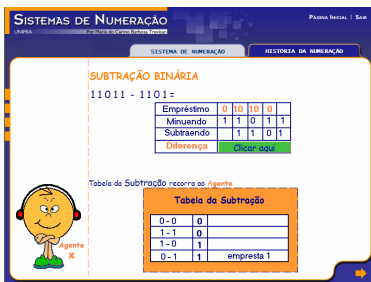 SISTEMAS DE NUMERAÇÃO
UNIFRA
Por Maria do Carmo Barbosa Trevisan
PÁGINA INICIAL | SAIR
SISTEMA DE NUMERAÇÃO
HISTÓRIA DA NUMERAÇÃO
SUBTRAÇÃO BINÁRIA
11011 - 1101=
Empréstimo 0 10 10 0
Minuendo 1 1 0 1 1
Subtraendo 1 1 0 1
Diferença Clicar aqui
Tabela da Subtração recorra ao Agente
Tabela da Subtração
0 - 0 0
1 - 1 0
1 - 0 1
0 - 1 1 empresta 1
Agente
X